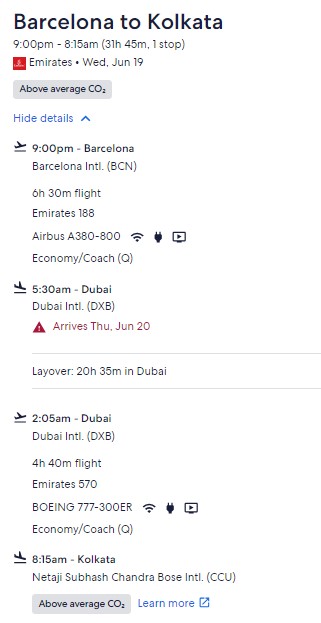 Barcelona to Kolkata
9:00pm - 8:15am (31h 45m, 1 stop)
Emirates • Wed, Jun 19
Above average CO₂
Hide details
9:00pm - Barcelona
Barcelona Intl. (BCN)
6h 30m flight
Emirates 188
Airbus A380-800
Economy/Coach (Q)
5:30am - Dubai
Dubai Intl. (DXB)
Arrives Thu, Jun 20
Layover: 20h 35m in Dubai
2:05am - Dubai
Dubai Intl. (DXB)
4h 40m flight
Emirates 570
BOEING 777-300ER
Economy/Coach (Q)
8:15am - Kolkata
Netaji Subhash Chandra Bose Intl. (CCU)
Above average CO₂ Learn more